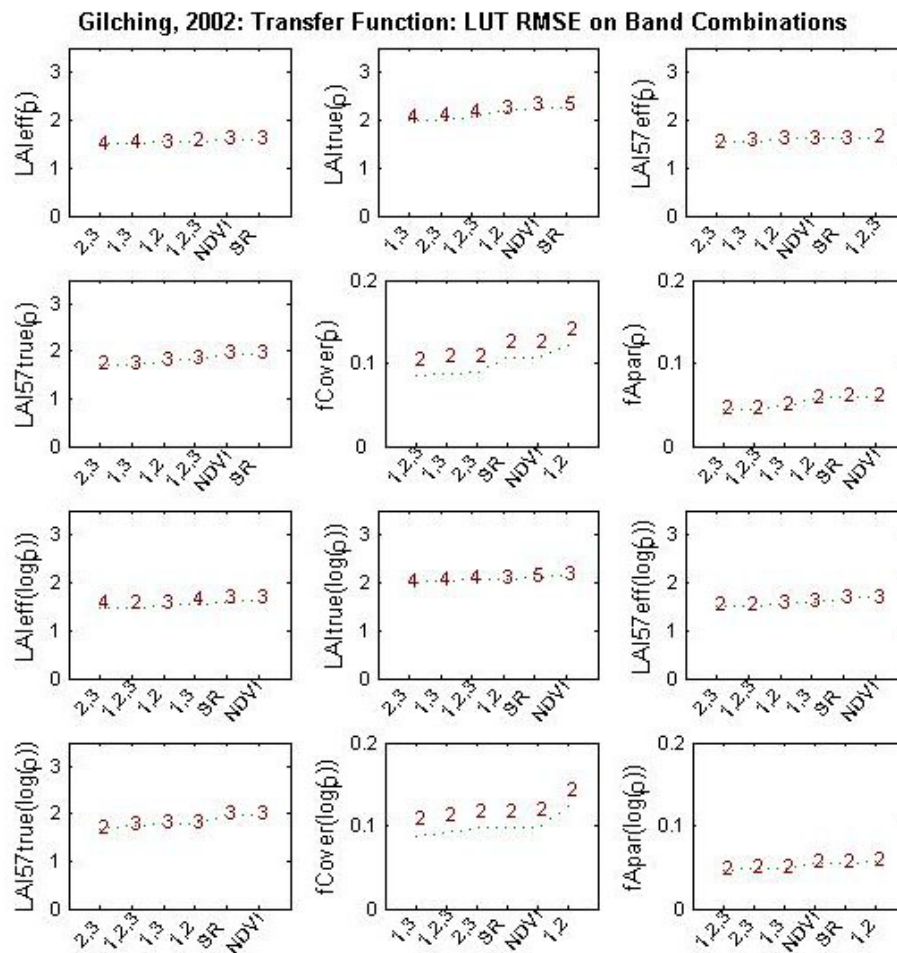 Gilching, 2002: Transfer Function: LUT RMSE on Band Combinations
LAIeff(ρ)
3
2
1
0
4 4 3 2 3 3
2,3 1,3 1,2 1,2,3 NDVI SR
LAItrue(ρ)
3
2
1
0
4 4 4 3 3 5
1,3 2,3 1,2,3 1,2 NDVI SR
LAI57eff(ρ)
3
2
1
0
2 3 3 3 3 2
2,3 1,3 1,2 NDVI SR 1,2,3
LAI57true(ρ)
3
2
1
0
2 3 3 3 3 3
2,3 1,3 1,2 1,2,3 NDVI SR
fCover(ρ)
0.2
0.1
0
2 2 2 2 2 2
1,2,3 1,3 2,3 SR NDVI 1,2
fApar(ρ)
0.2
0.1
0
2 2 2 2 2 2
2,3 1,2,3 1,3 1,2 SR NDVI
LAIeff(log(ρ))
3
2
1
0
4 2 3 4 3 3
2,3 1,2,3 1,2 1,3 SR NDVI
LAItrue(log(ρ))
3
2
1
0
4 4 4 3 5 3
1,3 2,3 1,2,3 1,2 SR NDVI
LAI57eff(log(ρ))
3
2
1
0
2 2 3 3 3 3
2,3 1,2,3 1,2 1,3 SR NDVI
LAI57true(log(ρ))
3
2
1
0
2 3 3 3 3 3
2,3 1,2,3 1,3 1,2 SR NDVI
fCover(log(ρ))
0.2
0.1
0
2 2 2 2 2 2
1,3 1,2,3 2,3 SR NDVI 1,2
fApar(log(ρ))
0.2
0.1
0
2 2 2 2 2 2
1,2,3 2,3 1,3 NDVI SR 1,2